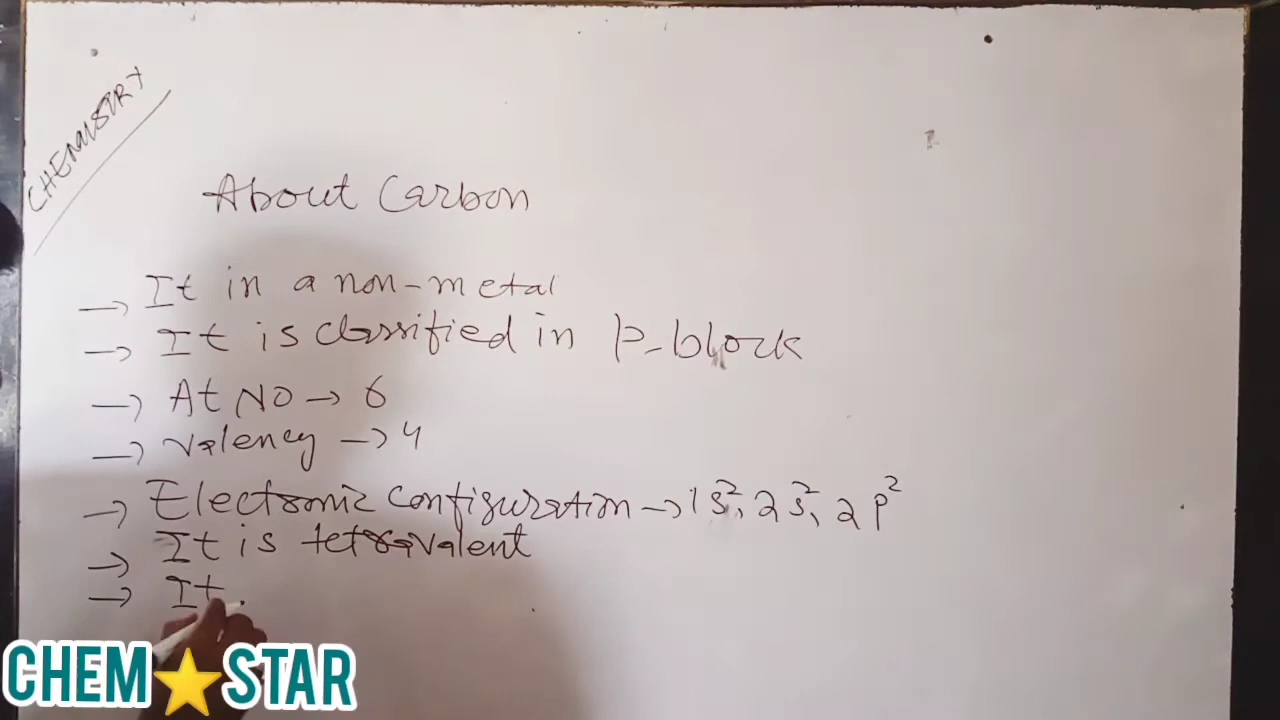 CHEMISTRY
About Carbon
→ It in a non-metal
→ It is classified in P-block
→ At NO → 6
→ Valency → 4
→ Electronic configuration → 1s², 2s², 2p²
→ It is tetravalent
→ It
CHEM⭐STAR